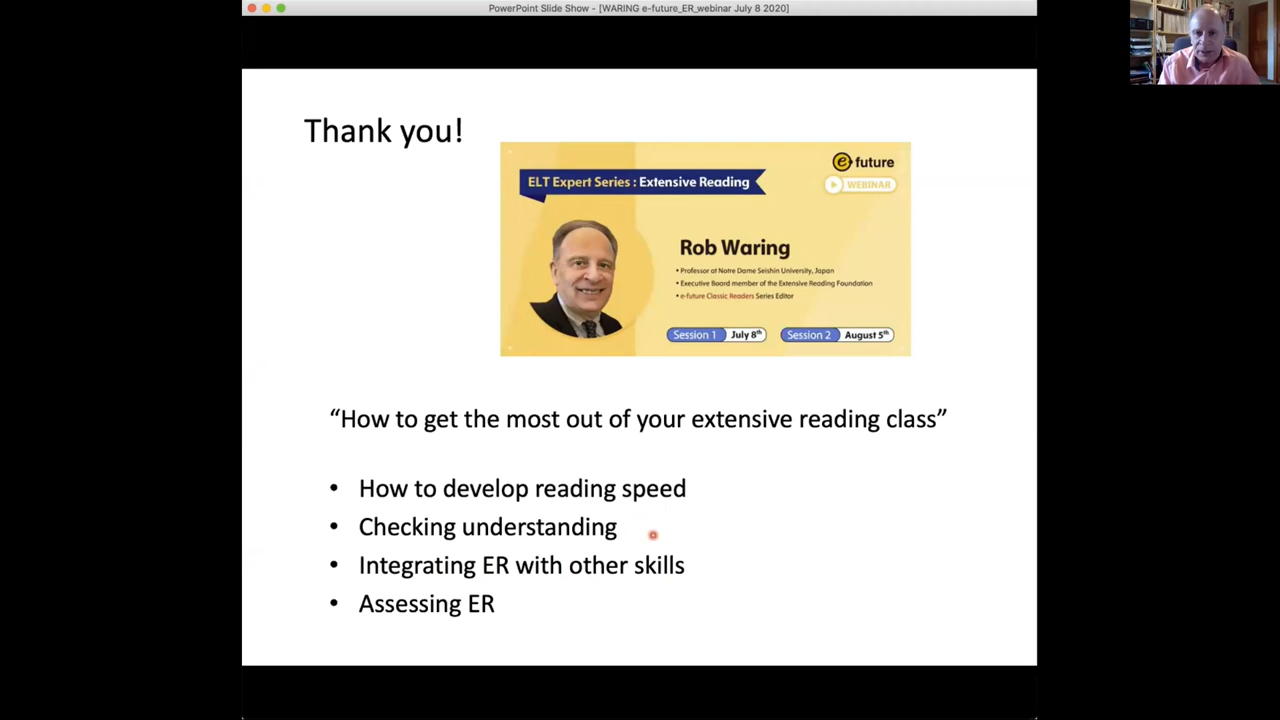 PowerPoint Slide Show - [WARING e-future_ER_webinar July 8 2020]
Thank you!
e future
WEBINAR
ELT Expert Series : Extensive Reading
Rob Waring
• Professor at Notre Dame Seishin University, Japan
• Executive Board member of the Extensive Reading Foundation
• e-future Classic Readers Series Editor
Session 1 July 8th Session 2 August 5th
“How to get the most out of your extensive reading class”
• How to develop reading speed
• Checking understanding
• Integrating ER with other skills
• Assessing ER